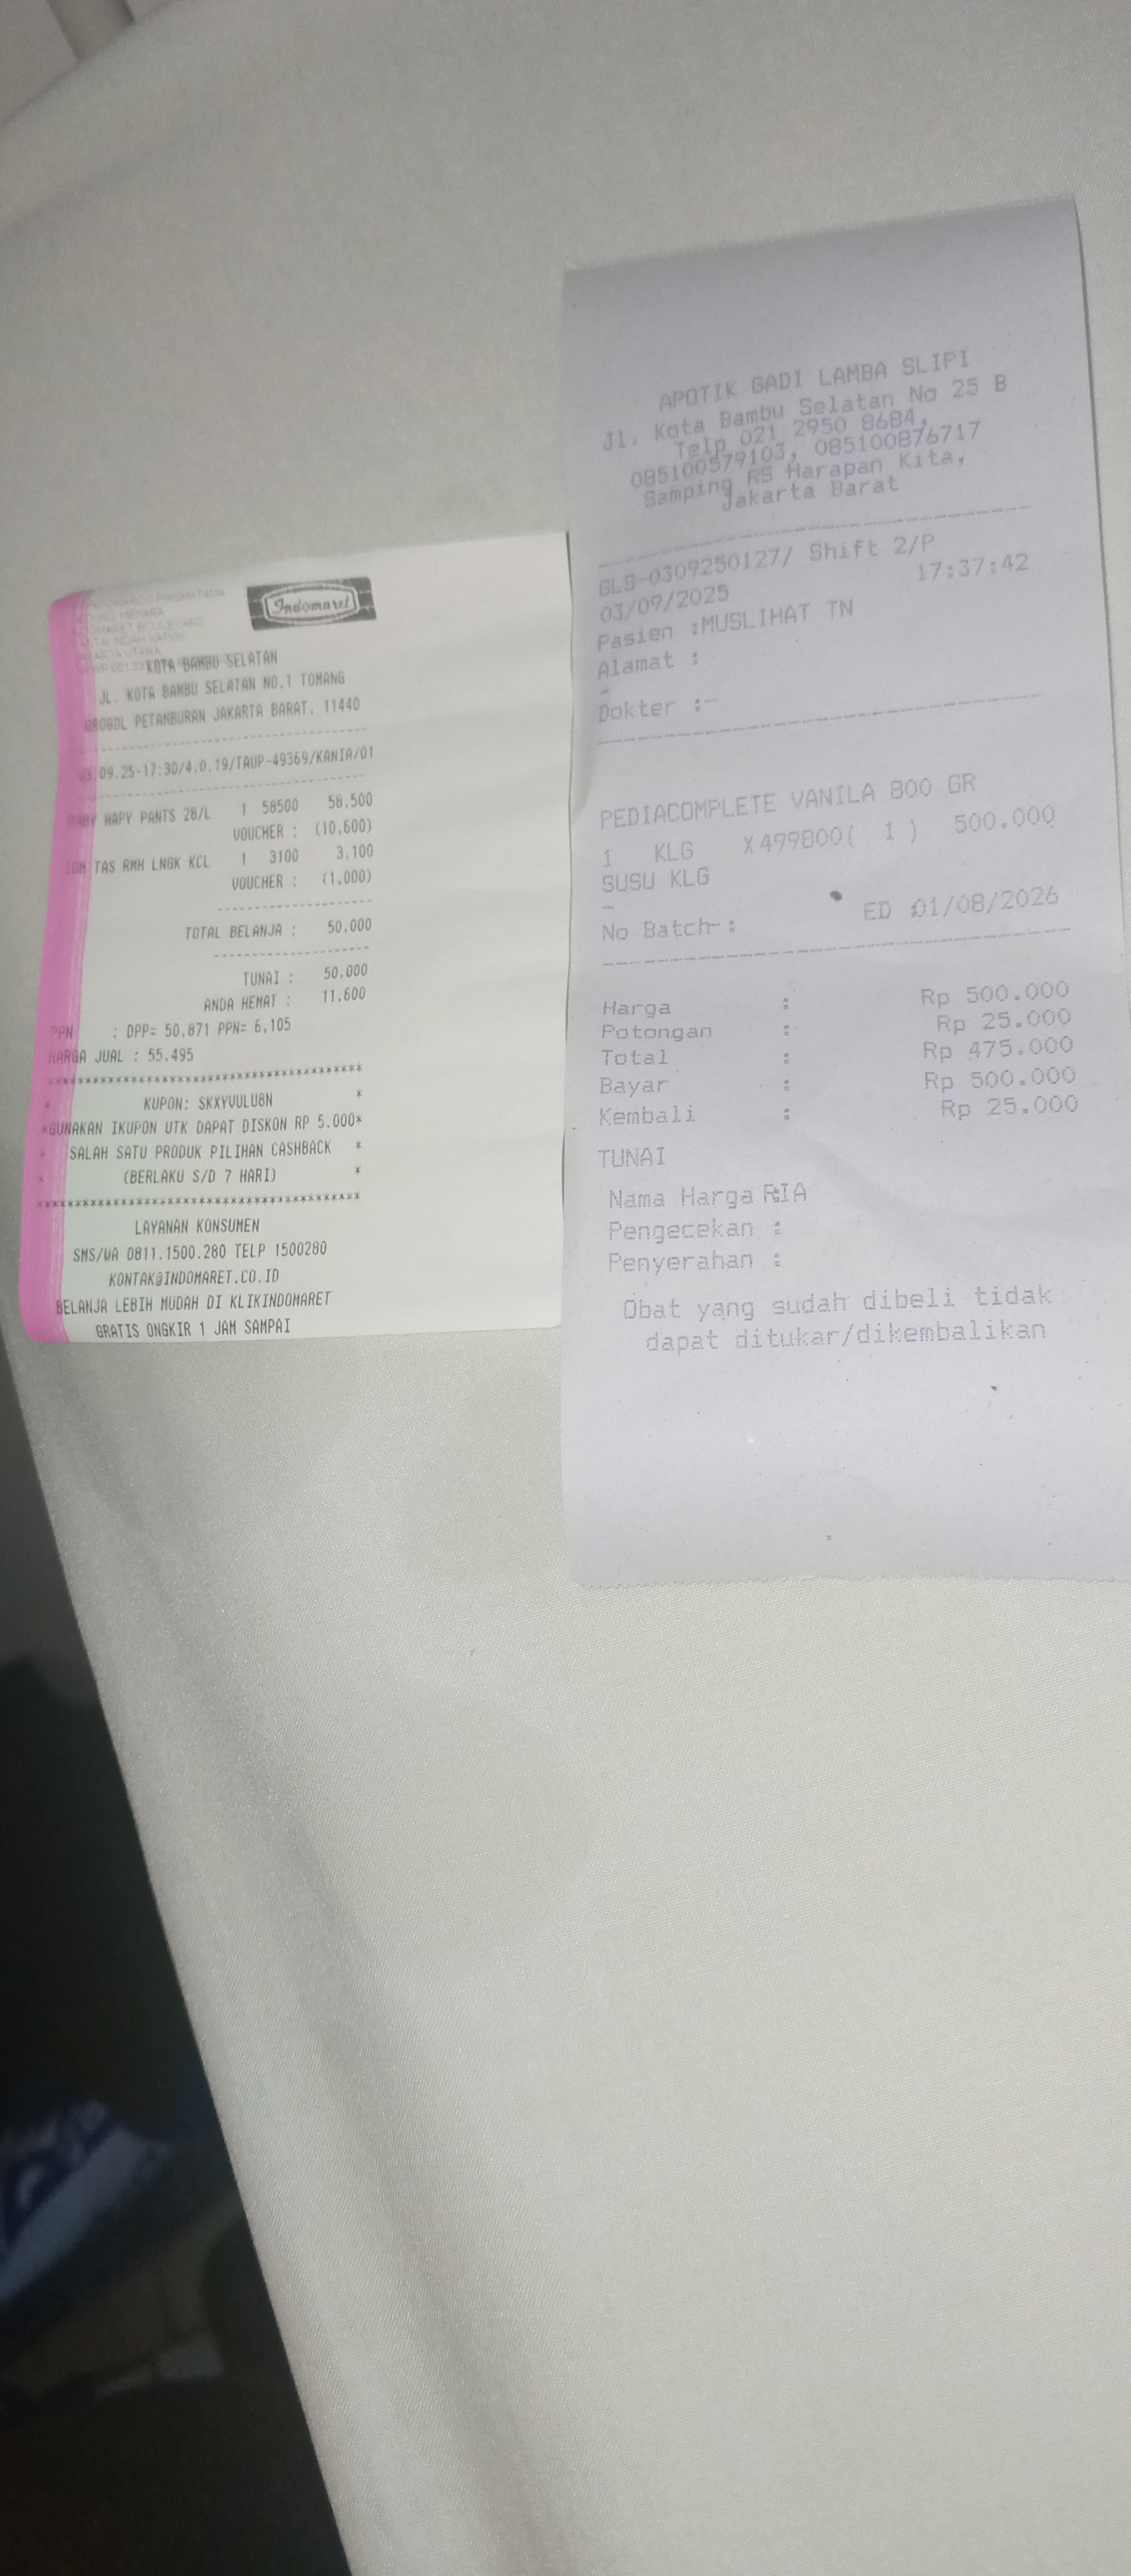 Indomaret
KOTA BAMBU SELATAN
JL. KOTA BAMBU SELATAN NO.1 TOMANG
GROGOL PETANBURAN JAKARTA BARAT, 11440
03.09.25-17:30/4.0.19/TAUP-49369/KANIA/01
BABY HAPY PANTS 28/L 1 58500 58,500
VOUCHER : (10,600)
IDM TAS RMH LNGK KCL 1 3100 3,100
VOUCHER : (1,000)
TOTAL BELANJA : 50,000
TUNAI : 50,000
ANDA HEMAT : 11,600
PPN : DPP= 50,871 PPN= 6,105
HARGA JUAL : 55,495
****************************************
* KUPON: SKXYVULU8N *
*GUNAKAN IKUPON UTK DAPAT DISKON RP 5.000*
* SALAH SATU PRODUK PILIHAN CASHBACK *
* (BERLAKU S/D 7 HARI) *
****************************************
LAYANAN KONSUMEN
SMS/WA 0811.1500.280 TELP 1500280
KONTAK@INDOMARET.CO.ID
BELANJA LEBIH MUDAH DI KLIKINDOMARET
GRATIS ONGKIR 1 JAM SAMPAI
APOTIK GADI LAMBA SLIPI
Jl. Kota Bambu Selatan No 25 B
Telp 021 2950 8684,
085100579103, 085100876717
Samping RS Harapan Kita,
Jakarta Barat
GLS-0309250127/ Shift 2/P
03/09/2025 17:37:42
Pasien :MUSLIHAT TN
Alamat :
-
Dokter :-
PEDIACOMPLETE VANILA 800 GR
1 KLG X499800( 1 ) 500.000
SUSU KLG
-
No Batch : ED :01/08/2026
Harga : Rp 500.000
Potongan : Rp 25.000
Total : Rp 475.000
Bayar : Rp 500.000
Kembali : Rp 25.000
TUNAI
Nama Harga RIA
Pengecekan :
Penyerahan :
Obat yang sudah dibeli tidak
dapat ditukar/dikembalikan